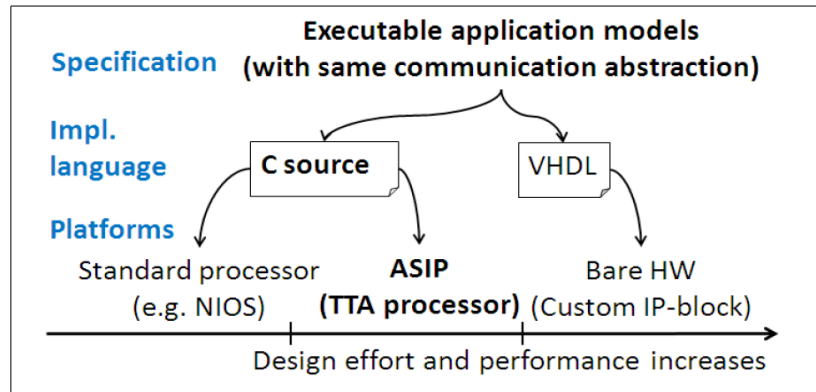 Executable application models
Specification (with same communication abstraction)
Impl.
language
C source
VHDL
Platforms
Standard processor
(e.g. NIOS)
ASIP
(TTA processor)
Bare HW
(Custom IP-block)
Design effort and performance increases